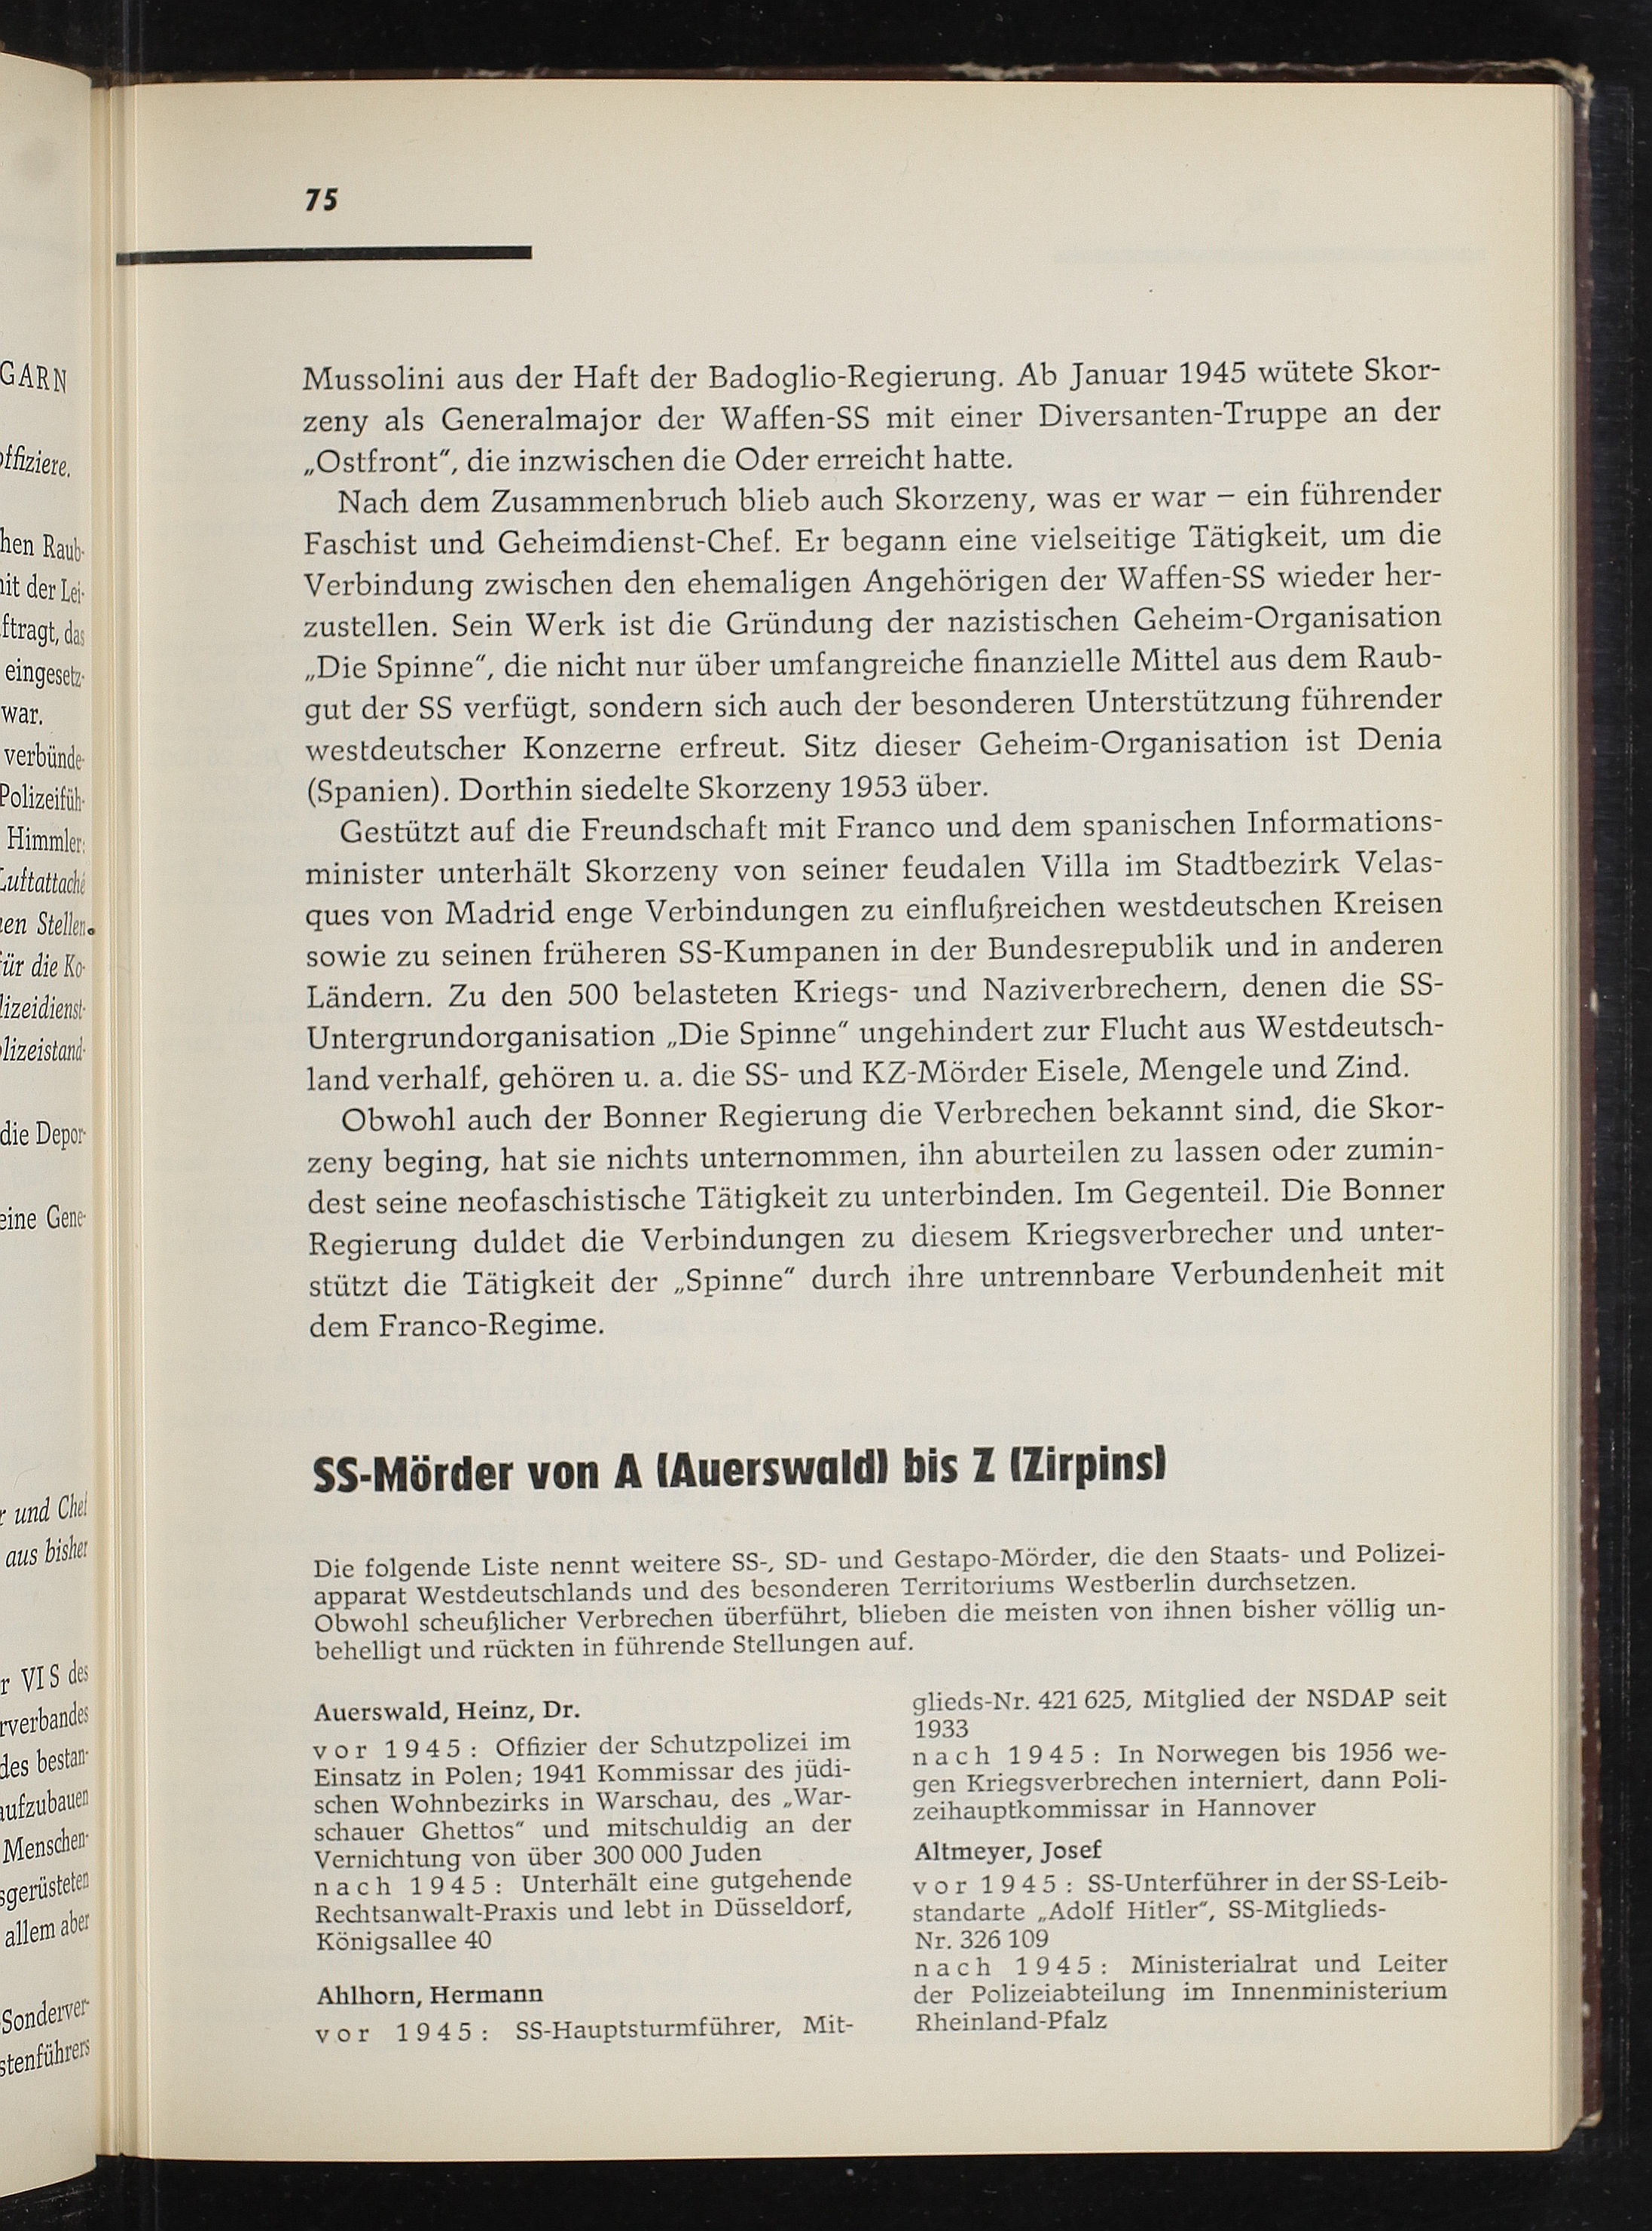 75
Mussolini aus der Haft der Badoglio-Regierung. Ab Januar 1945 wütete Skor-
zeny als Generalmajor der Waffen-SS mit einer Diversanten-Truppe an der
„Ostfront“, die inzwischen die Oder erreicht hatte.
Nach dem Zusammenbruch blieb auch Skorzeny, was er war – ein führender
Faschist und Geheimdienst-Chef. Er begann eine vielseitige Tätigkeit, um die
Verbindung zwischen den ehemaligen Angehörigen der Waffen-SS wieder her-
zustellen. Sein Werk ist die Gründung der nazistischen Geheim-Organisation
„Die Spinne“, die nicht nur über umfangreiche finanzielle Mittel aus dem Raub-
gut der SS verfügt, sondern sich auch der besonderen Unterstützung führender
westdeutscher Konzerne erfreut. Sitz dieser Geheim-Organisation ist Denia
(Spanien). Dorthin siedelte Skorzeny 1953 über.
Gestützt auf die Freundschaft mit Franco und dem spanischen Informations-
minister unterhält Skorzeny von seiner feudalen Villa im Stadtbezirk Velas-
ques von Madrid enge Verbindungen zu einflußreichen westdeutschen Kreisen
sowie zu seinen früheren SS-Kumpanen in der Bundesrepublik und in anderen
Ländern. Zu den 500 belasteten Kriegs- und Naziverbrechern, denen die SS-
Untergrundorganisation „Die Spinne“ ungehindert zur Flucht aus Westdeutsch-
land verhalf, gehören u. a. die SS- und KZ-Mörder Eisele, Mengele und Zind.
Obwohl auch der Bonner Regierung die Verbrechen bekannt sind, die Skor-
zeny beging, hat sie nichts unternommen, ihn aburteilen zu lassen oder zumin-
dest seine neofaschistische Tätigkeit zu unterbinden. Im Gegenteil. Die Bonner
Regierung duldet die Verbindungen zu diesem Kriegsverbrecher und unter-
stützt die Tätigkeit der „Spinne“ durch ihre untrennbare Verbundenheit mit
dem Franco-Regime.
SS-Mörder von A (Auerswald) bis Z (Zirpins)
Die folgende Liste nennt weitere SS-, SD- und Gestapo-Mörder, die den Staats- und Polizei-
apparat Westdeutschlands und des besonderen Territoriums Westberlin durchsetzen.
Obwohl scheußlicher Verbrechen überführt, blieben die meisten von ihnen bisher völlig un-
behelligt und rückten in führende Stellungen auf.
Auerswald, Heinz, Dr.
vor 1945: Offizier der Schutzpolizei im
Einsatz in Polen; 1941 Kommissar des jüdi-
schen Wohnbezirks in Warschau, des „War-
schauer Ghettos“ und mitschuldig an der
Vernichtung von über 300 000 Juden
nach 1945: Unterhält eine gutgehende
Rechtsanwalt-Praxis und lebt in Düsseldorf,
Königsallee 40
Ahlhorn, Hermann
vor 1945: SS-Hauptsturmführer, Mit-
glieds-Nr. 421 625, Mitglied der NSDAP seit
1933
nach 1945: In Norwegen bis 1956 we-
gen Kriegsverbrechen interniert, dann Poli-
zeihauptkommissar in Hannover
Altmeyer, Josef
vor 1945: SS-Unterführer in der SS-Leib-
standarte „Adolf Hitler“, SS-Mitglieds-
Nr. 326 109
nach 1945: Ministerialrat und Leiter
der Polizeiabteilung im Innenministerium
Rheinland-Pfalz